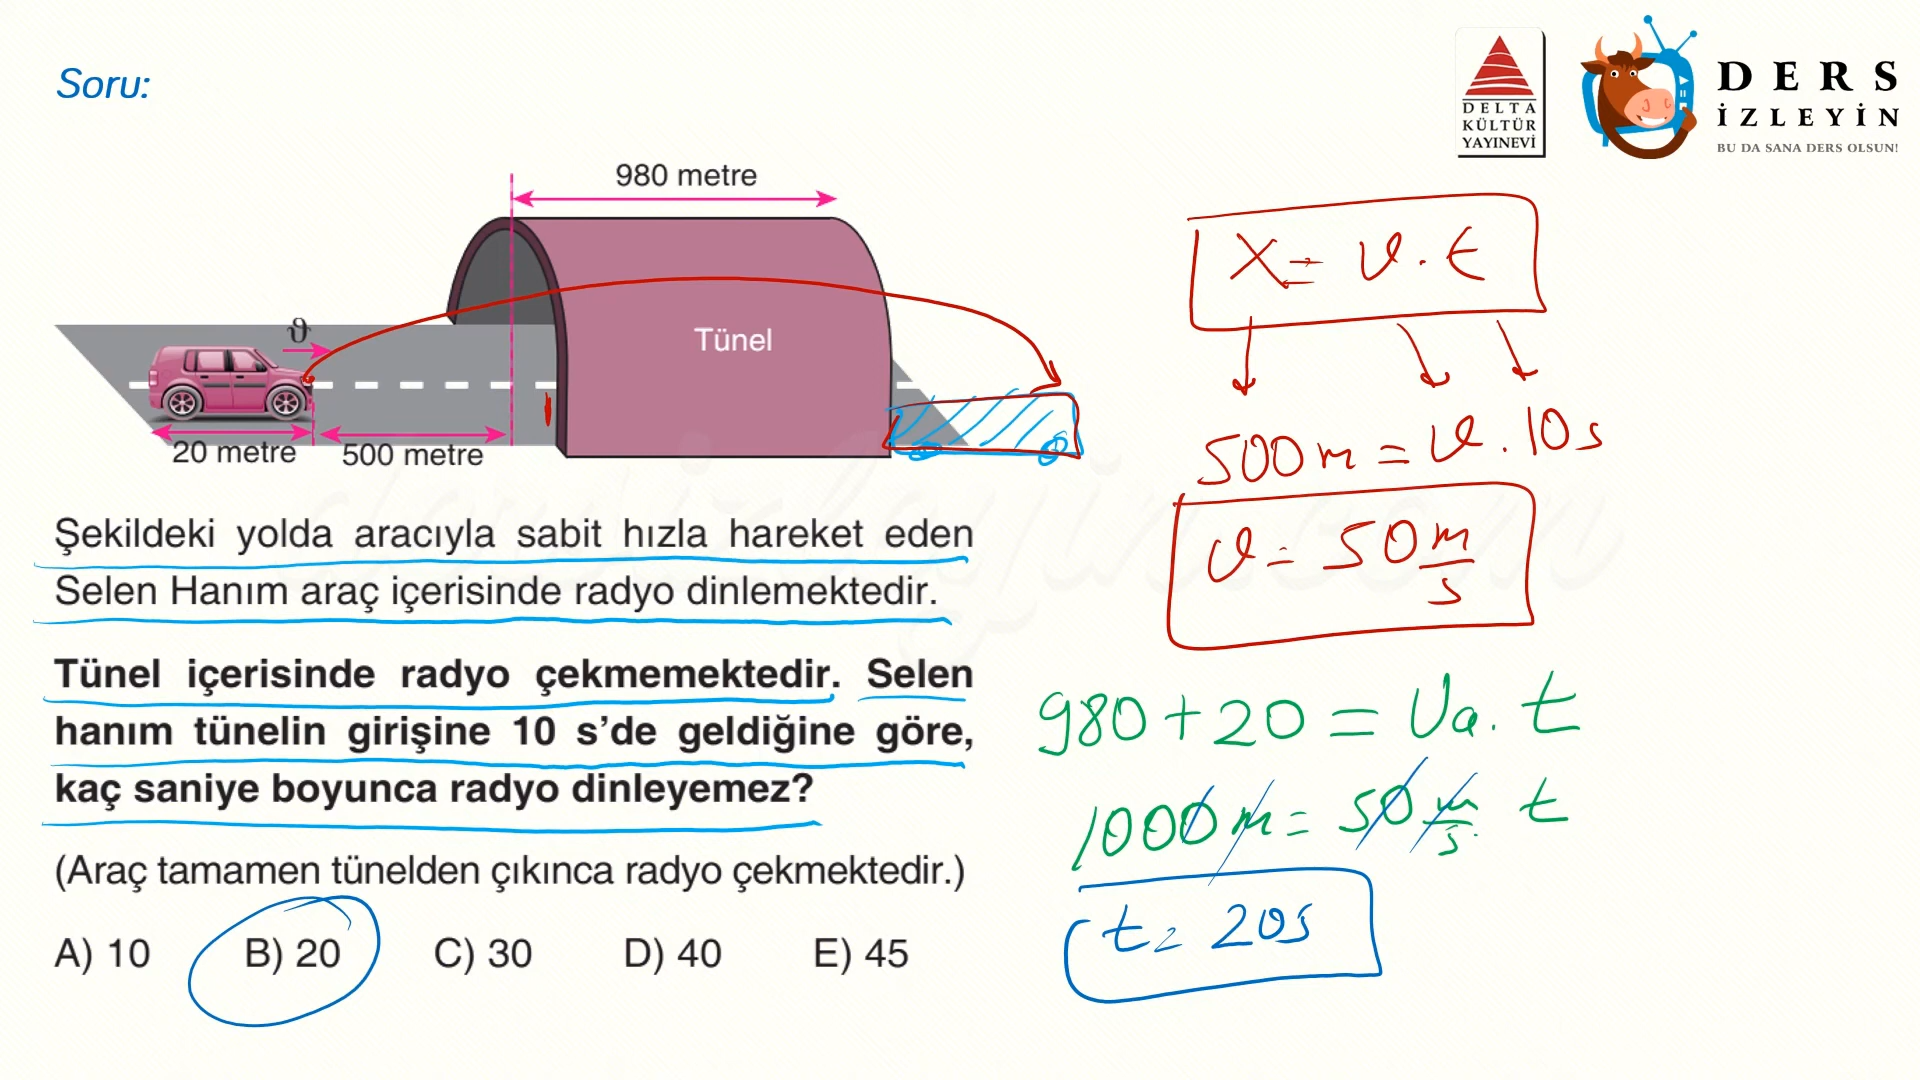 Soru:
DELTA
KÜLTÜR
YAYINEVİ
DERS
İZLEYİN
BU DA SANA DERS OLSUN!
980 metre
ϑ
Tünel
20 metre
500 metre
Şekildeki yolda aracıyla sabit hızla hareket eden
Selen Hanım araç içerisinde radyo dinlemektedir.
Tünel içerisinde radyo çekmemektedir. Selen
hanım tünelin girişine 10 s'de geldiğine göre,
kaç saniye boyunca radyo dinleyemez?
(Araç tamamen tünelden çıkınca radyo çekmektedir.)
A) 10 B) 20 C) 30 D) 40 E) 45
X = ϑ . t
500 m = ϑ . 10 s
ϑ = 50 m/s
980 + 20 = Va . t
1000 m = 50 m/s . t
t = 20 s